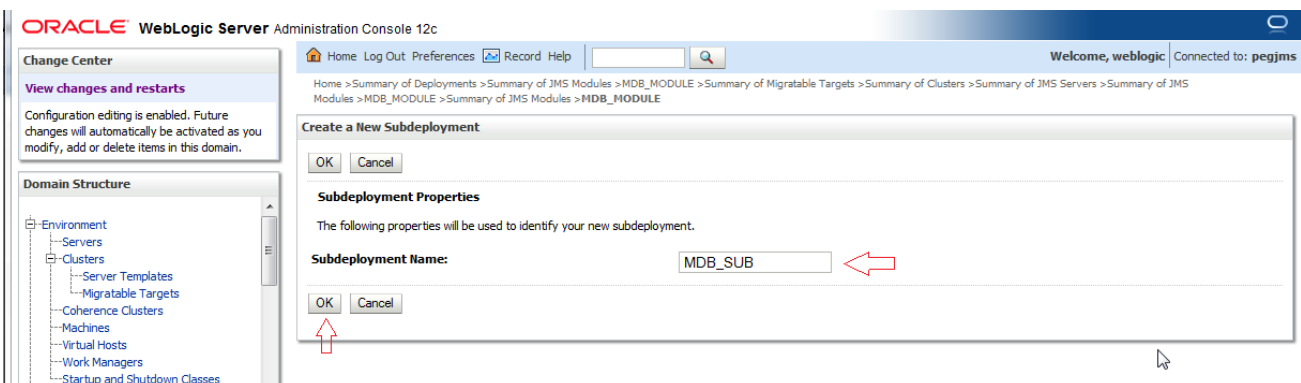 ORACLE WebLogic Server Administration Console 12c
Change Center
View changes and restarts
Configuration editing is enabled. Future
changes will automatically be activated as you
modify, add or delete items in this domain.
Domain Structure
Environment
Servers
Clusters
Server Templates
Migratable Targets
Coherence Clusters
Machines
Virtual Hosts
Work Managers
Startup and Shutdown Classes
Home Log Out Preferences Record Help
Welcome, weblogic Connected to: pegjms
Home >Summary of Deployments >Summary of JMS Modules >MDB_MODULE >Summary of Migratable Targets >Summary of Clusters >Summary of JMS Servers >Summary of JMS
Modules >MDB_MODULE >Summary of JMS Modules >MDB_MODULE
Create a New Subdeployment
OK Cancel
Subdeployment Properties
The following properties will be used to identify your new subdeployment.
Subdeployment Name: MDB_SUB
OK Cancel